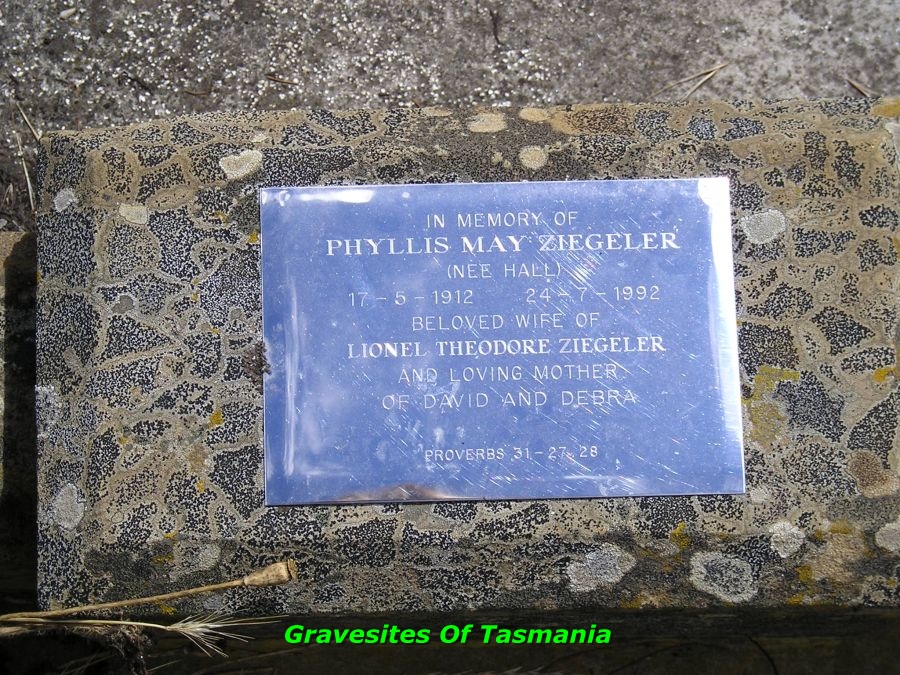 IN MEMORY OF
PHYLLIS MAY ZIEGELER
(NEE HALL)
17-5-1912 24-7-1992
BELOVED WIFE OF
LIONEL THEODORE ZIEGELER
AND LOVING MOTHER
OF DAVID AND DEBRA
PROVERBS 31-27-28
Gravesites Of Tasmania